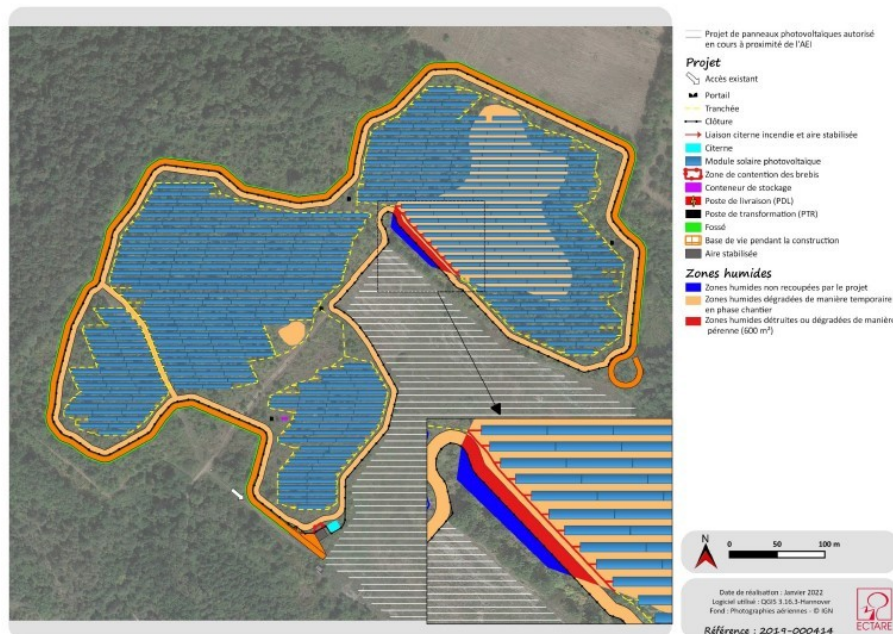 Projet de panneaux photovoltaïques autorisé
en cours à proximité de l'AEI
Projet
Accès existant
Portail
Tranchée
Clôture
Liaison citerne incendie et aire stabilisée
Citerne
Module solaire photovoltaïque
Zone de contention des brebis
Conteneur de stockage
Poste de livraison (PDL)
Poste de transformation (PTR)
Fossé
Base de vie pendant la construction
Aire stabilisée
Zones humides
Zones humides non recoupées par le projet
Zones humides dégradées de manière temporaire
en phase chantier
Zones humides détruites ou dégradées de manière
pérenne (600 m²)
N
0 50 100 m
Date de réalisation : Janvier 2022
Logiciel utilisé : QGIS 3.16.3-Hannover
Fond : Photographies aériennes - © IGN
Référence : 2019-000414
ECTARE